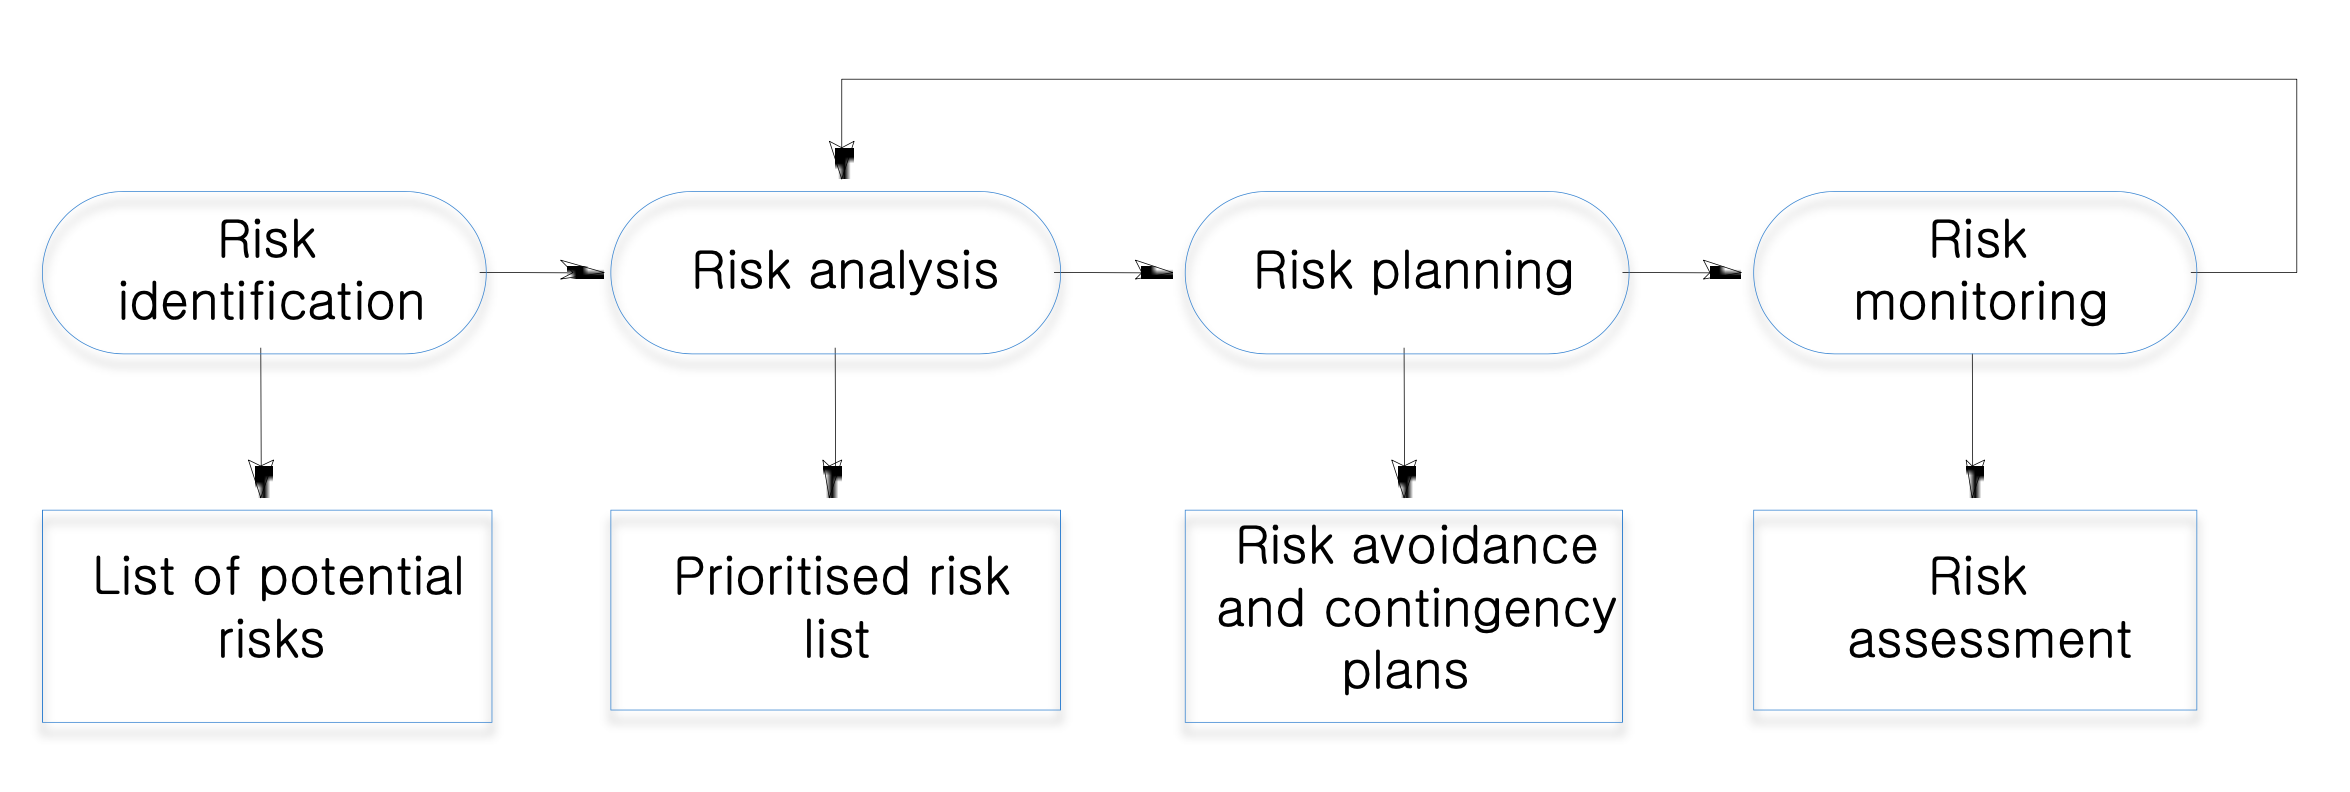 Risk
identification
Risk analysis
Risk planning
Risk
monitoring
List of potential
risks
Prioritised risk
list
Risk avoidance
and contingency
plans
Risk
assessment